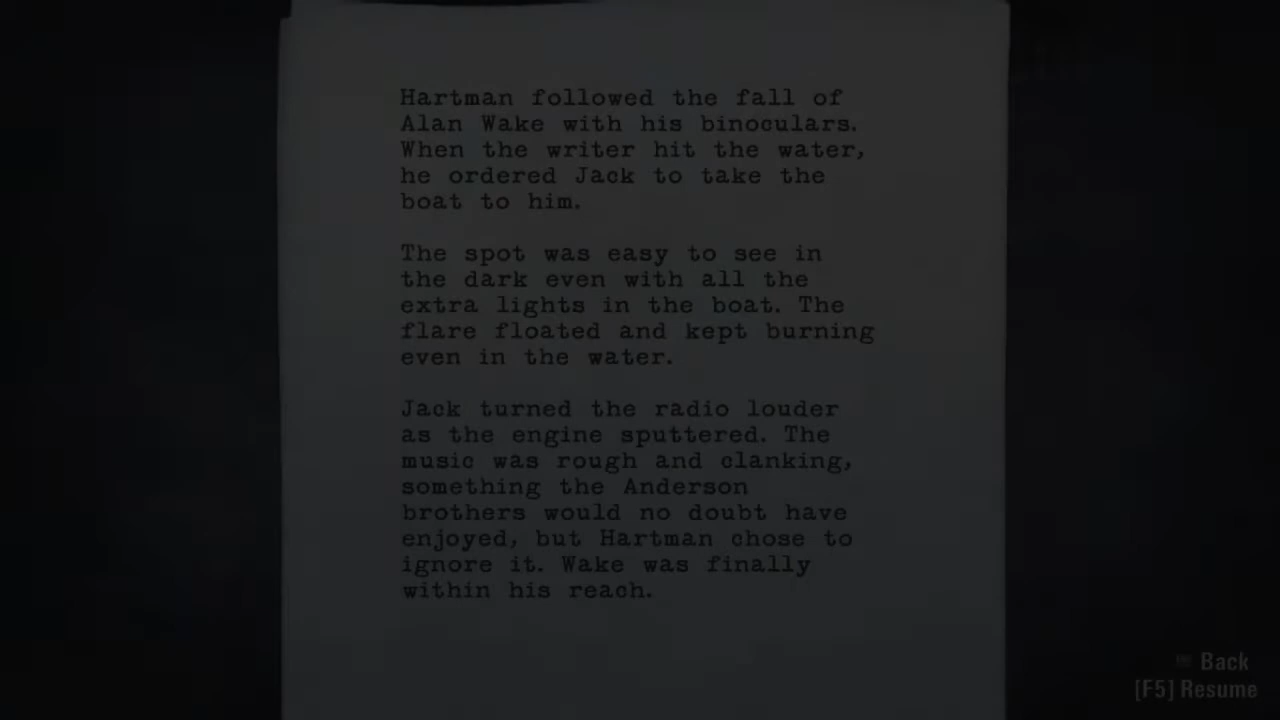 Hartman followed the fall of
Alan Wake with his binoculars.
When the writer hit the water,
he ordered Jack to take the
boat to him.
The spot was easy to see in
the dark even with all the
extra lights in the boat. The
flare floated and kept burning
even in the water.
Jack turned the radio louder
as the engine sputtered. The
music was rough and clanking,
something the Anderson
brothers would no doubt have
enjoyed, but Hartman chose to
ignore it. Wake was finally
within his reach.
Back
[F5] Resume